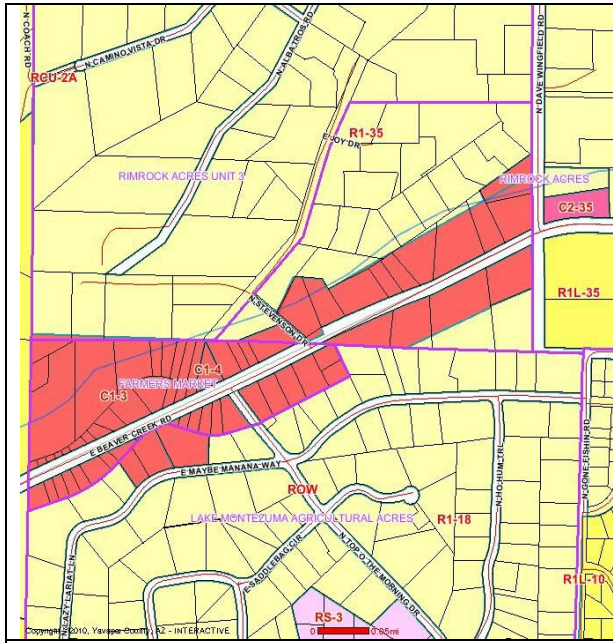 N COACH RD
N CAMINO VISTA DR
N ALBATROS RD
N DAVE WINGFIELD RD
RCU-2A
R1-35
E JOY DR
RIMROCK ACRES UNIT 3
RIMROCK ACRES
C2-35
R1L-35
N STEVENSON DR
C1-4
FARMERS MARKET
C1-3
E BEAVER CREEK RD
E MAYBE MANANA WAY
N HO HUM TRL
N GONE FISHIN RD
ROW
LAKE MONTEZUMA AGRICULTURAL ACRES
R1-18
E SADDLEBAG CIR
N TOP O THE MORNING DR
N LAZY LARIAT LN
R1L-10
RS-3
Copyright 2010, Yavapai County, AZ - INTERACTIVE
0 0.05mi